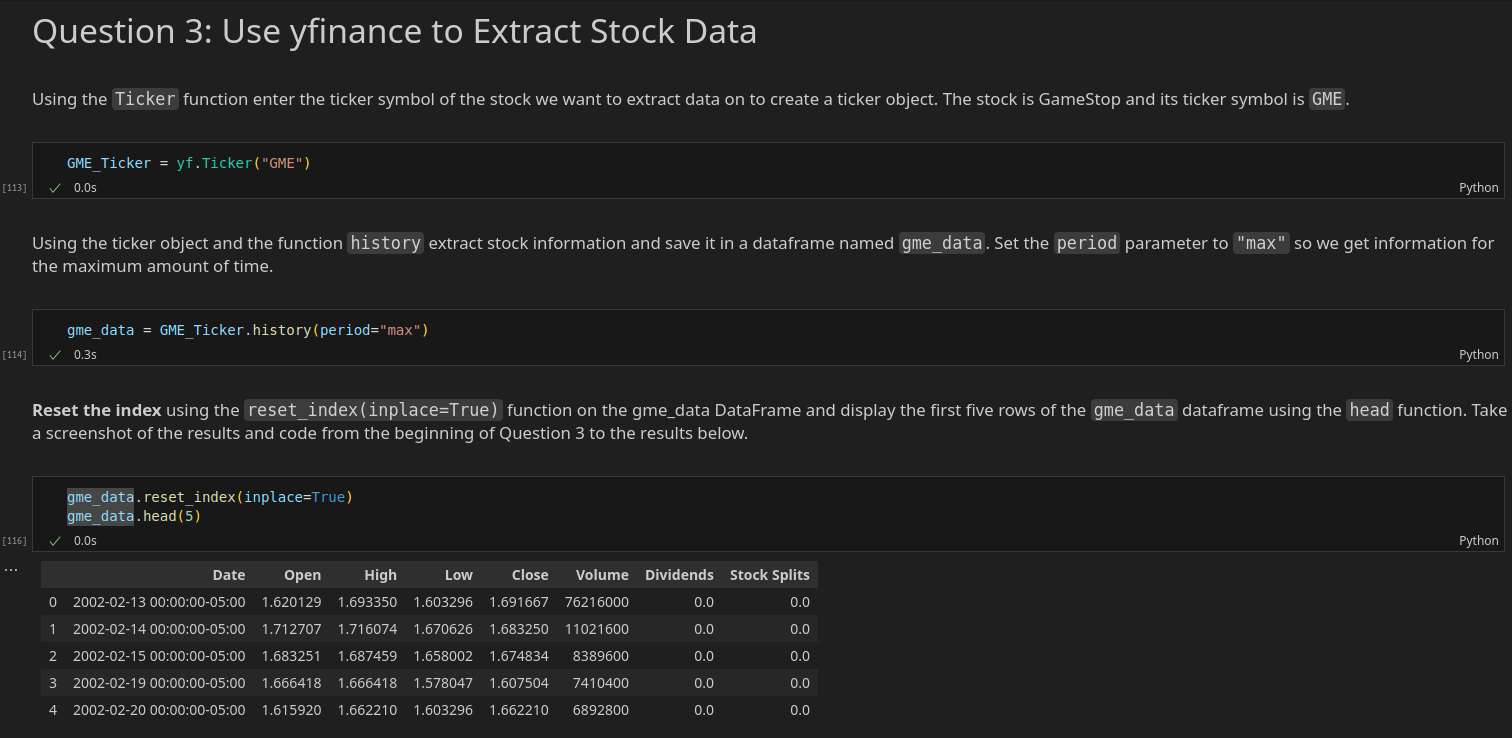 Question 3: Use yfinance to Extract Stock Data
Using the Ticker function enter the ticker symbol of the stock we want to extract data on to create a ticker object. The stock is GameStop and its ticker symbol is GME.
GME_Ticker = yf.Ticker("GME")
[113] ✓ 0.0s Python
Using the ticker object and the function history extract stock information and save it in a dataframe named gme_data. Set the period parameter to "max" so we get information for
the maximum amount of time.
gme_data = GME_Ticker.history(period="max")
[114] ✓ 0.3s Python
Reset the index using the reset_index(inplace=True) function on the gme_data DataFrame and display the first five rows of the gme_data dataframe using the head function. Take
a screenshot of the results and code from the beginning of Question 3 to the results below.
gme_data.reset_index(inplace=True)
gme_data.head(5)
[116] ✓ 0.0s Python
...
Date Open High Low Close Volume Dividends Stock Splits
0 2002-02-13 00:00:00-05:00 1.620129 1.693350 1.603296 1.691667 76216000 0.0 0.0
1 2002-02-14 00:00:00-05:00 1.712707 1.716074 1.670626 1.683250 11021600 0.0 0.0
2 2002-02-15 00:00:00-05:00 1.683251 1.687459 1.658002 1.674834 8389600 0.0 0.0
3 2002-02-19 00:00:00-05:00 1.666418 1.666418 1.578047 1.607504 7410400 0.0 0.0
4 2002-02-20 00:00:00-05:00 1.615920 1.662210 1.603296 1.662210 6892800 0.0 0.0